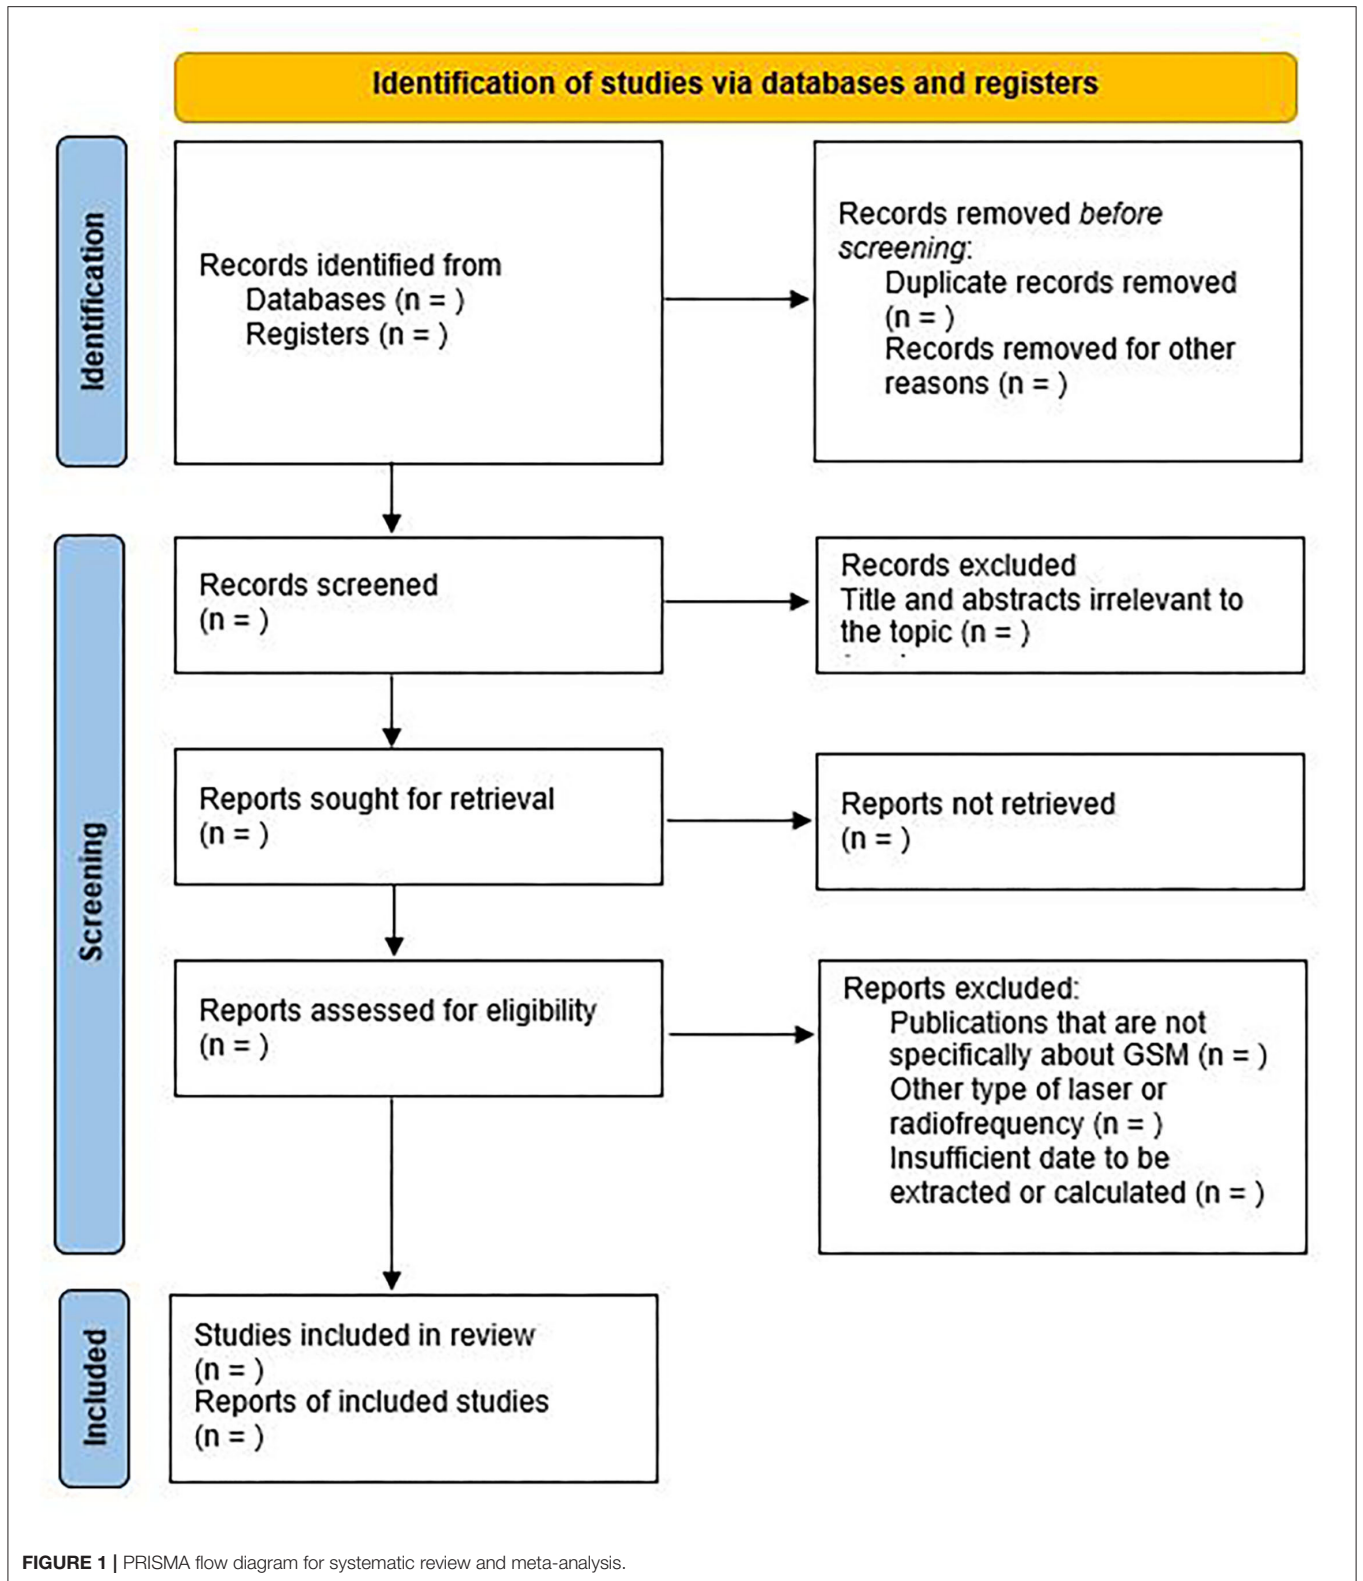 Identification of studies via databases and registers
Identification
Records identified from
Databases (n = )
Registers (n = )
Records removed before
screening:
Duplicate records removed
(n = )
Records removed for other
reasons (n = )
Screening
Records screened
(n = )
Records excluded
Title and abstracts irrelevant to
the topic (n = )
Reports sought for retrieval
(n = )
Reports not retrieved
(n = )
Reports assessed for eligibility
(n = )
Reports excluded:
Publications that are not
specifically about GSM (n = )
Other type of laser or
radiofrequency (n = )
Insufficient date to be
extracted or calculated (n = )
Included
Studies included in review
(n = )
Reports of included studies
(n = )
FIGURE 1 | PRISMA flow diagram for systematic review and meta-analysis.